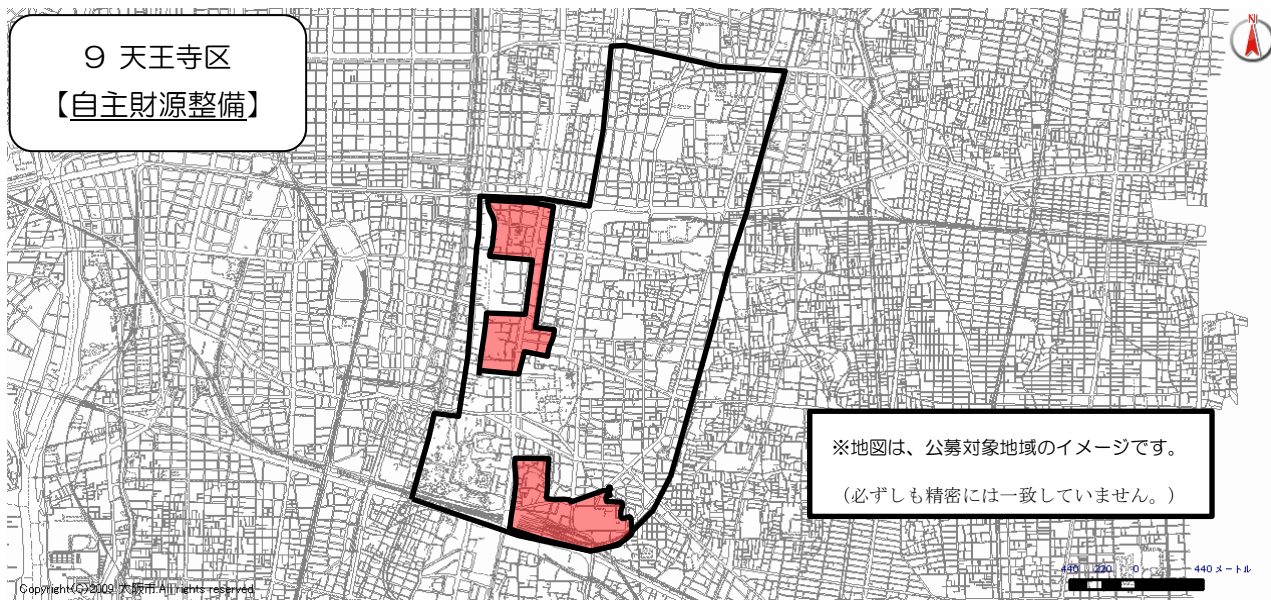 9 天王寺区
【自主財源整備】
N
※地図は、公募対象地域のイメージです。
（必ずしも精密には一致していません。）
440 220 0 440 メートル
Copyright(C)2009 大阪市 All rights reserved